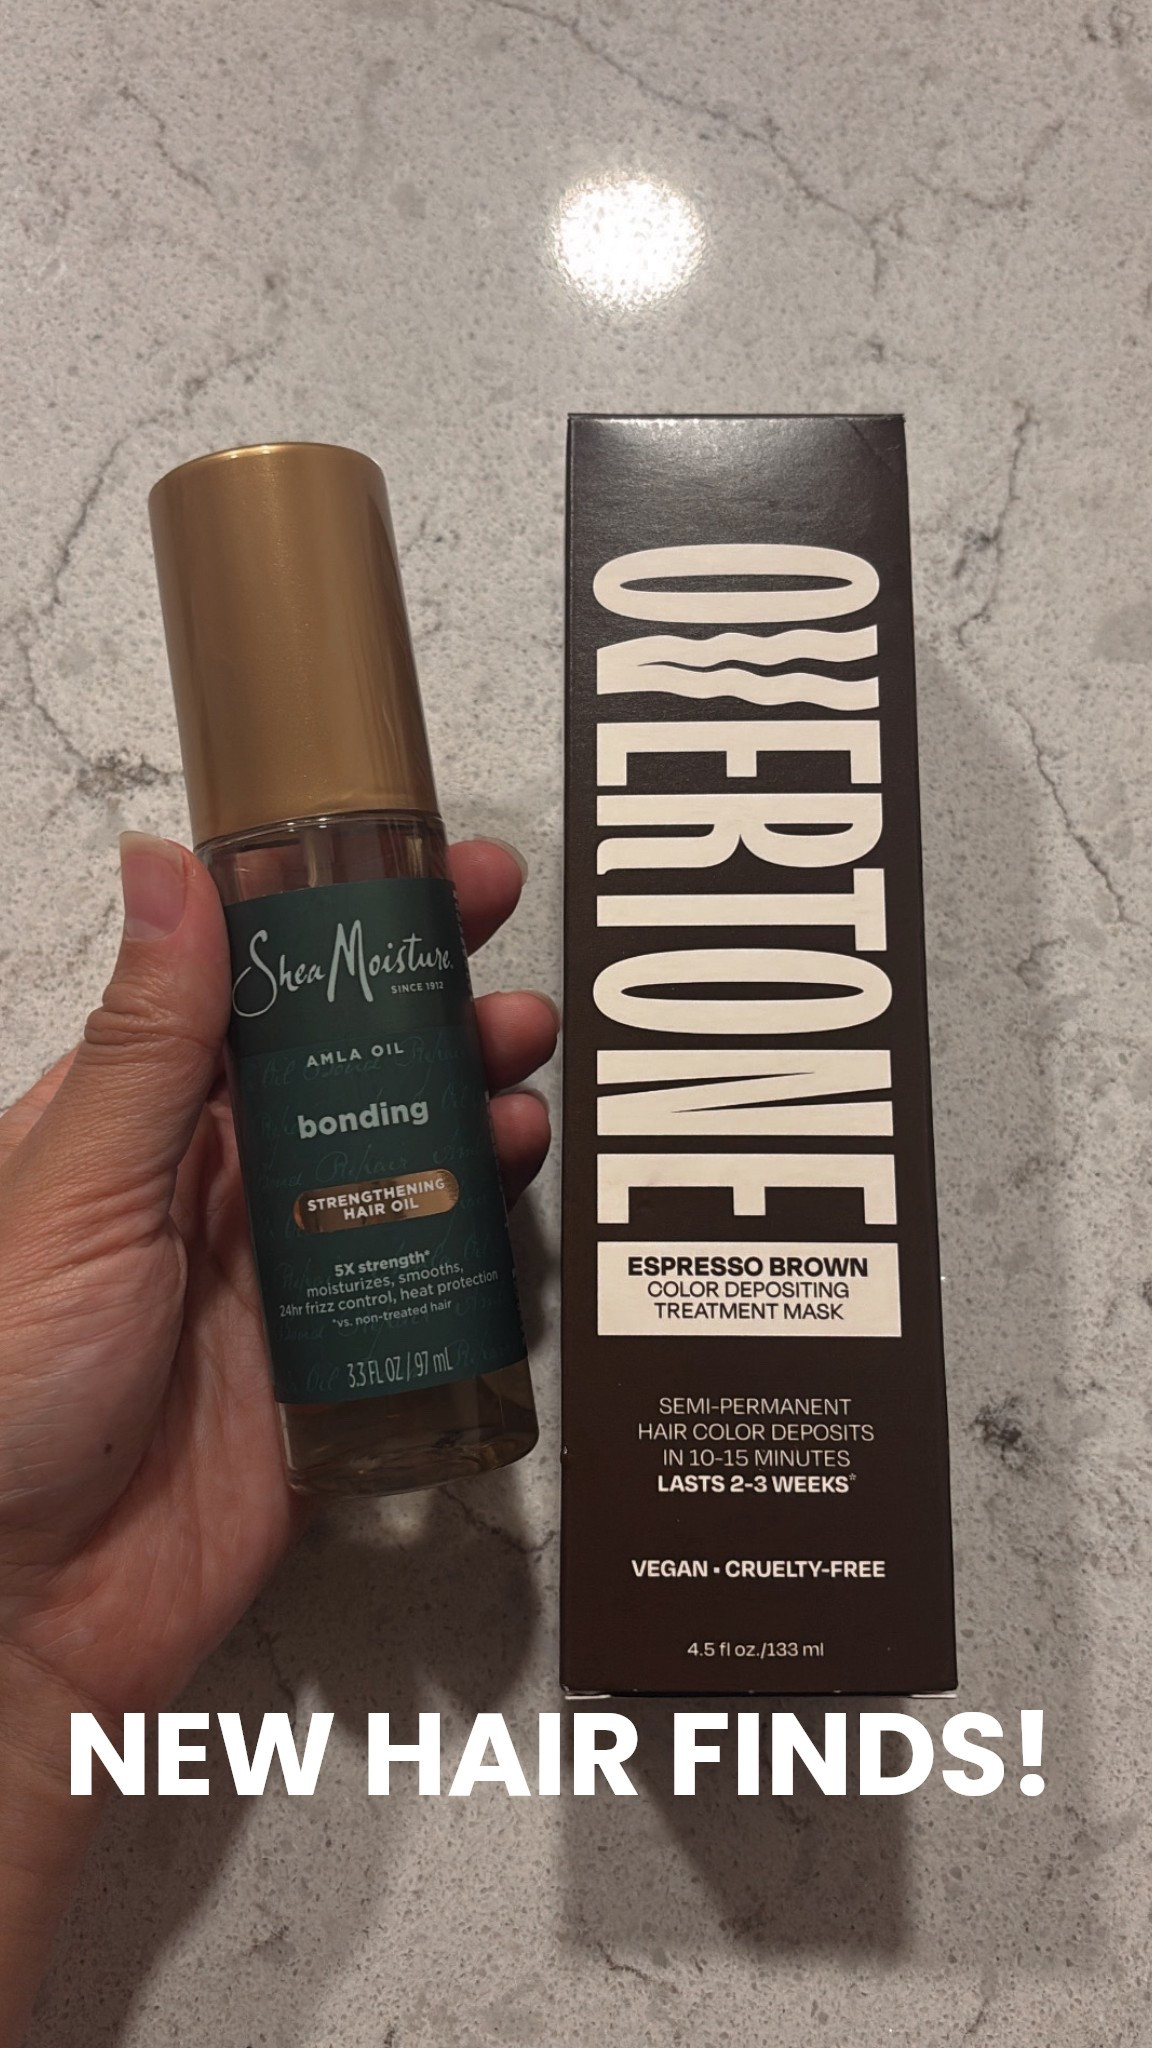 SheaMoisture
SINCE 1912
AMLA OIL
bonding
STRENGTHENING
HAIR OIL
5X strength*
moisturizes, smooths,
24hr frizz control, heat protection
*vs. non-treated hair
3.3 FL OZ / 97 mL
OVERTONE
ESPRESSO BROWN
COLOR DEPOSITING
TREATMENT MASK
SEMI-PERMANENT
HAIR COLOR DEPOSITS
IN 10-15 MINUTES
LASTS 2-3 WEEKS*
VEGAN • CRUELTY-FREE
4.5 fl oz./133 ml
NEW HAIR FINDS!